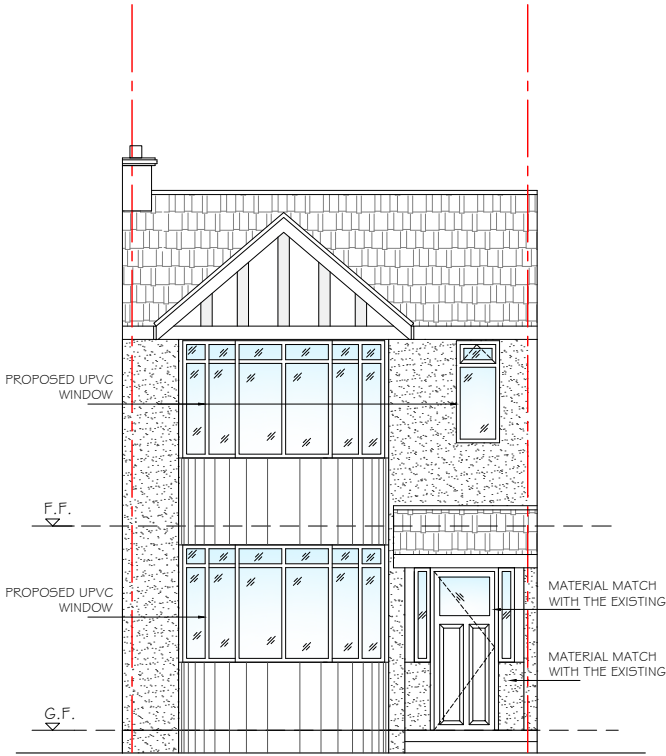 PROPOSED UPVC
WINDOW
F.F.
PROPOSED UPVC
WINDOW
MATERIAL MATCH
WITH THE EXISTING
MATERIAL MATCH
WITH THE EXISTING
G.F.